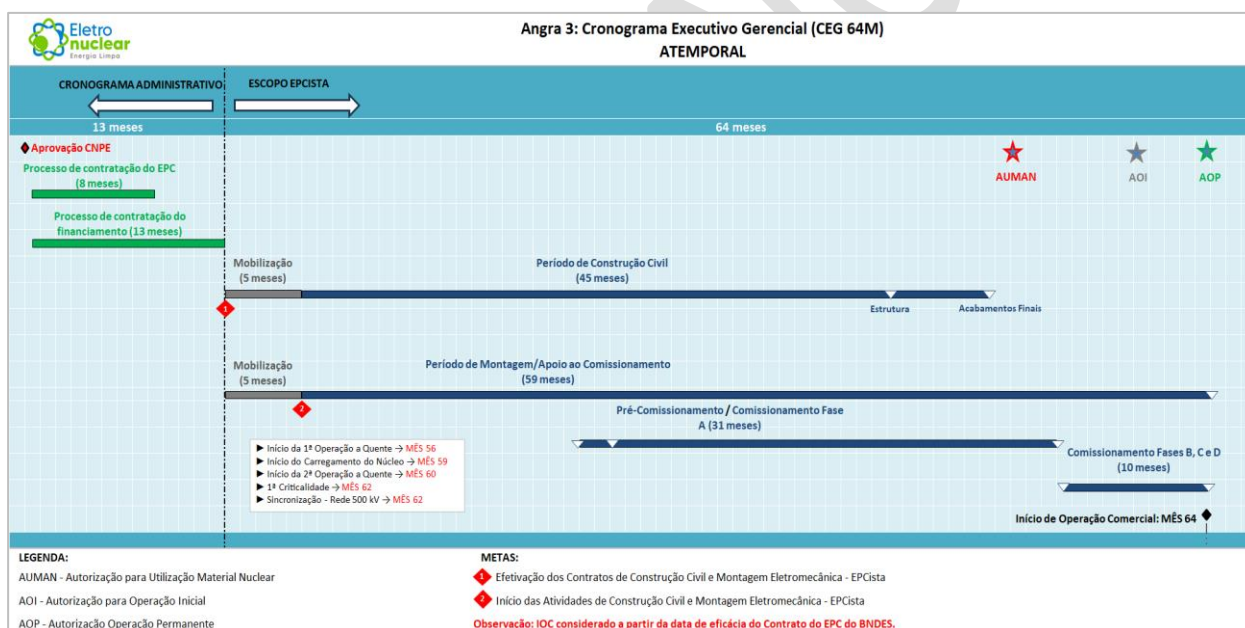 Eletro
nuclear
Energia Limpa
Angra 3: Cronograma Executivo Gerencial (CEG 64M)
ATEMPORAL
CRONOGRAMA ADMINISTRATIVO
ESCOPO EPCISTA
13 meses
64 meses
Aprovação CNPE
AUMAN
AOI
AOP
Processo de contratação do EPC
(8 meses)
Processo de contratação do
financiamento (13 meses)
Mobilização
(5 meses)
Período de Construção Civil
(45 meses)
1
Estrutura
Acabamentos Finais
Mobilização
(5 meses)
Período de Montagem/Apoio ao Comissionamento
(59 meses)
2
Pré-Comissionamento / Comissionamento Fase
A (31 meses)
► Início da 1ª Operação a Quente → MÊS 56
► Início do Carregamento do Núcleo → MÊS 59
► Início da 2ª Operação a Quente → MÊS 60
► 1ª Criticalidade → MÊS 62
► Sincronização - Rede 500 kV → MÊS 62
Comissionamento Fases B, C e D
(10 meses)
Início de Operação Comercial: MÊS 64
LEGENDA:
AUMAN - Autorização para Utilização Material Nuclear
AOI - Autorização para Operação Inicial
AOP - Autorização Operação Permanente
METAS:
1 Efetivação dos Contratos de Construção Civil e Montagem Eletromecânica - EPCista
2 Início das Atividades de Construção Civil e Montagem Eletromecânica - EPCista
Observação: IOC considerado a partir da data de eficácia do Contrato do EPC do BNDES.